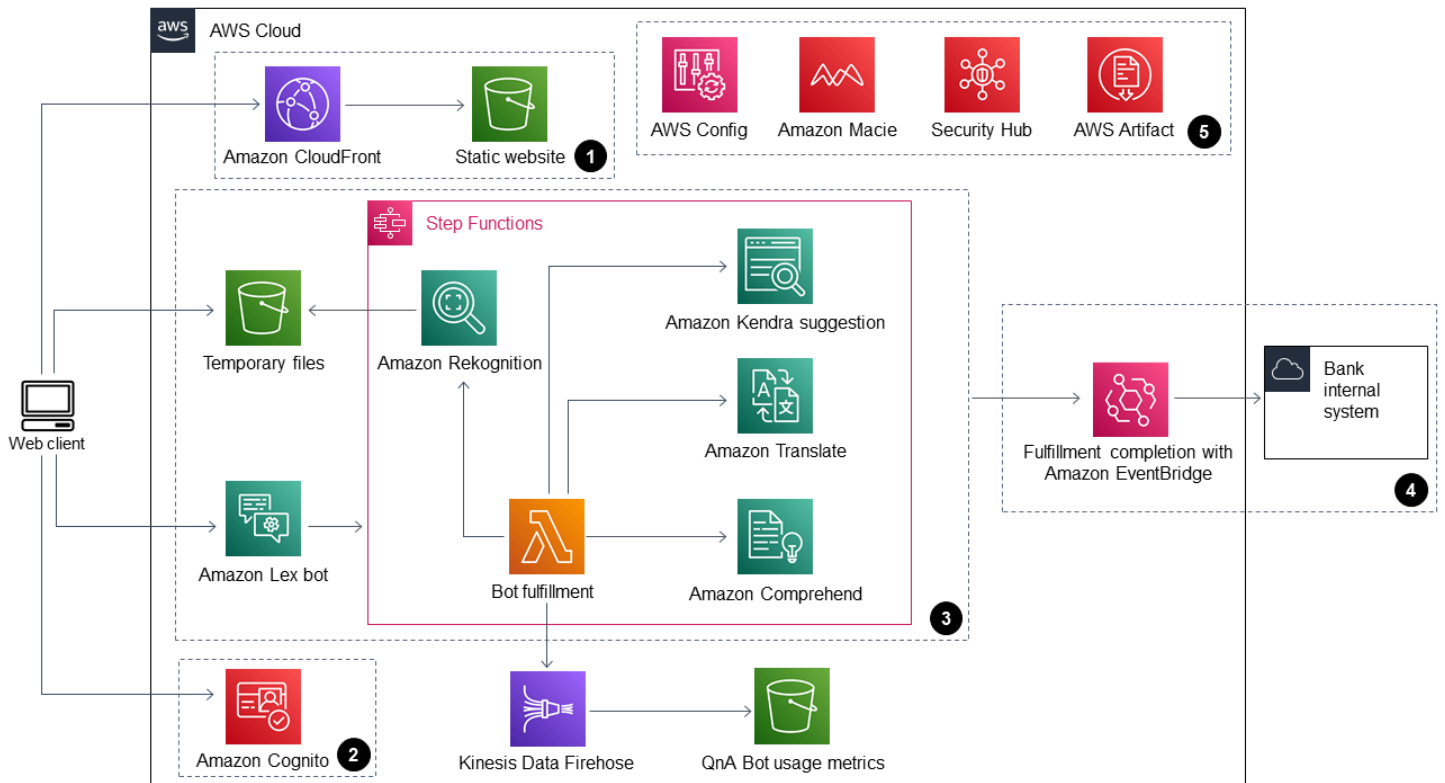 aws
AWS Cloud
Amazon CloudFront
Static website
1
AWS Config
Amazon Macie
Security Hub
AWS Artifact
5
Step Functions
Temporary files
Amazon Rekognition
Amazon Kendra suggestion
A
文
Amazon Translate
Web client
Amazon Lex bot
Bot fulfillment
Amazon Comprehend
3
Fulfillment completion with
Amazon EventBridge
Bank
internal
system
4
Amazon Cognito
2
Kinesis Data Firehose
QnA Bot usage metrics